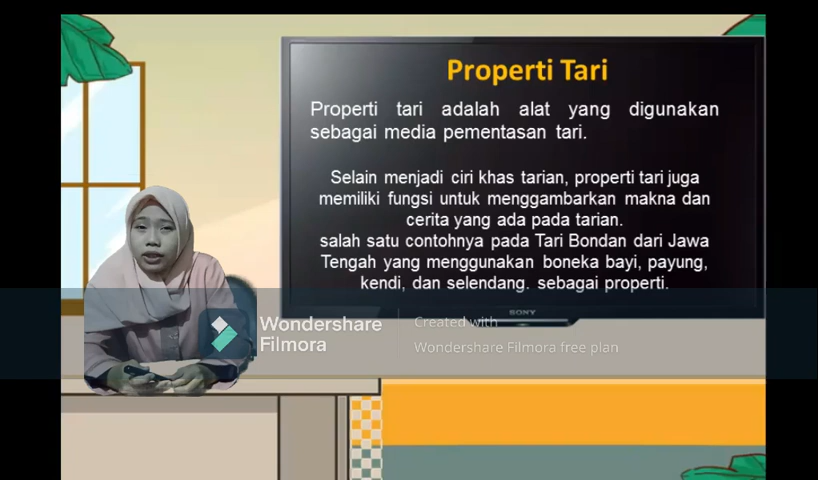 Properti Tari
Properti tari adalah alat yang digunakan
sebagai media pementasan tari.
Selain menjadi ciri khas tarian, properti tari juga
memiliki fungsi untuk menggambarkan makna dan
cerita yang ada pada tarian.
salah satu contohnya pada Tari Bondan dari Jawa
Tengah yang menggunakan boneka bayi, payung,
kendi, dan selendang. sebagai properti.
SONY
Wondershare
Filmora
Created with
Wondershare Filmora free plan